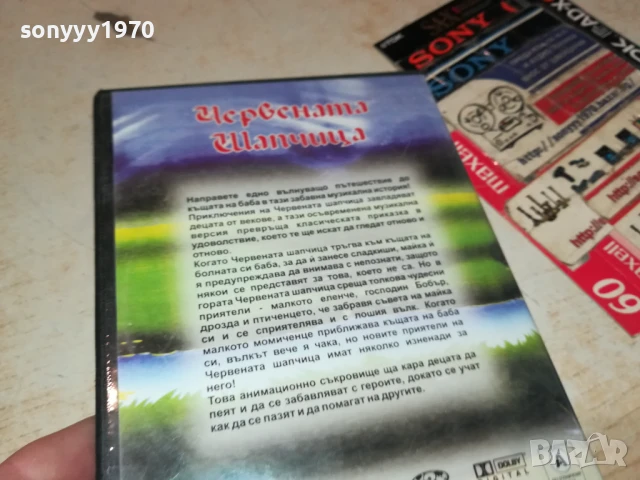 sonyyy1970
Червената
Шапчица
Направете едно вълнуващо пътешествие до
къщата на баба в тази забавна музикална история!
Приключения на Червената шапчица завладяват
децата от векове, а тази осъвременена музикална
версия превръща класическата приказка в
удоволствие, което те ще искат да гледат отново и
отново.
Когато Червената шапчица тръгва към къщата на
болната си баба, за да ѝ занесе сладкиши, майка ѝ
я предупреждава да внимава с непознати, защото
някои се представят за това, което не са. Но в
гората Червената шапчица среща толкова чудесни
приятели - малкото еленче, господин Бобър,
дрозда и птиченцето, че забравя съвета на майка
си и се сприятелява и с лошия вълк. Когато
малкото момиченце приближава къщата на баба
си, вълкът вече я чака, но новите приятели на
Червената шапчица имат няколко изненади за
него!
Това анимационно съкровище ще кара децата да
пеят и да се забавляват с героите, докато се учат
как да се пазят и да помагат на другите.
DOLBY
DIGITAL
SONY
SONY
maxell
maxell
60
BAZAR